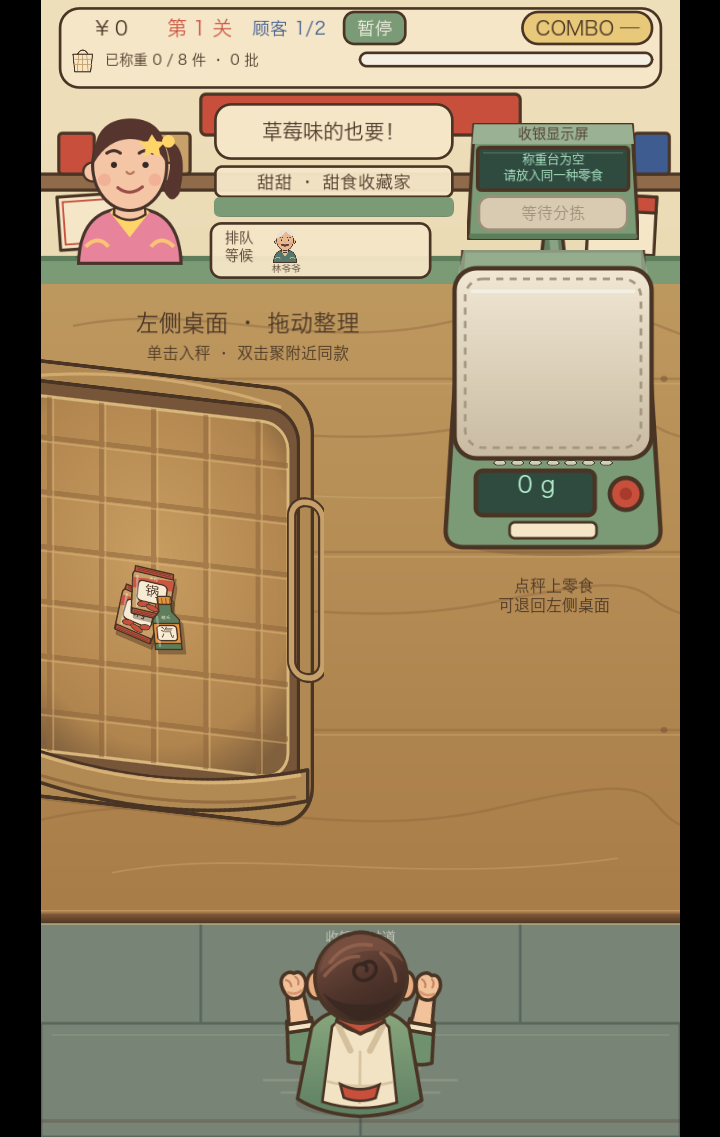 ¥0 第1关 顾客 1/2 暂停 COMBO —
已称重 0/8 件 · 0 批
草莓味的也要！
甜甜 · 甜食收藏家
排队
等候
林爷爷
收银显示屏
称重台为空
请放入同一种零食
等待分拣
左侧桌面 · 拖动整理
单击入秤 · 双击聚附近同款
0 g
点秤上零食
可退回左侧桌面
锅
汽